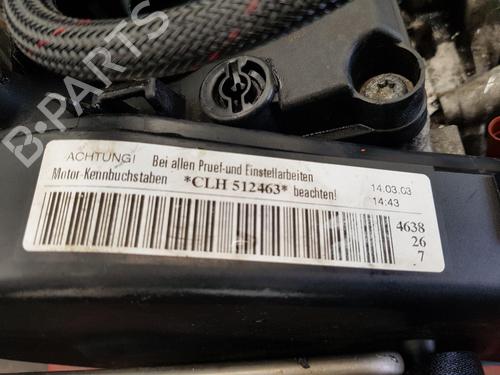 B-PARTS
ACHTUNG! Bei allen Pruef-und Einstellarbeiten
Motor-Kennbuchstaben *CLH 512463* beachten!
14.03.03
14:43
4638
26
7